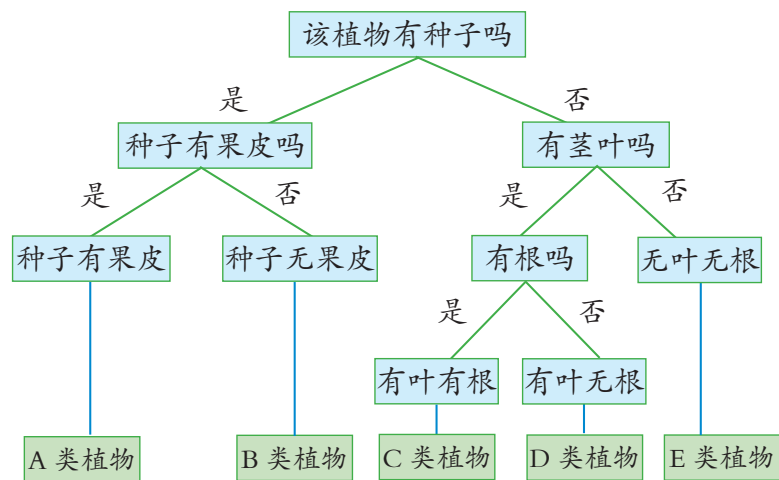 该植物有种子吗
是
否
种子有果皮吗
有茎叶吗
是
否
是
否
种子有果皮
种子无果皮
有根吗
无叶无根
是
否
有叶有根
有叶无根
A 类植物
B 类植物
C 类植物
D 类植物
E 类植物